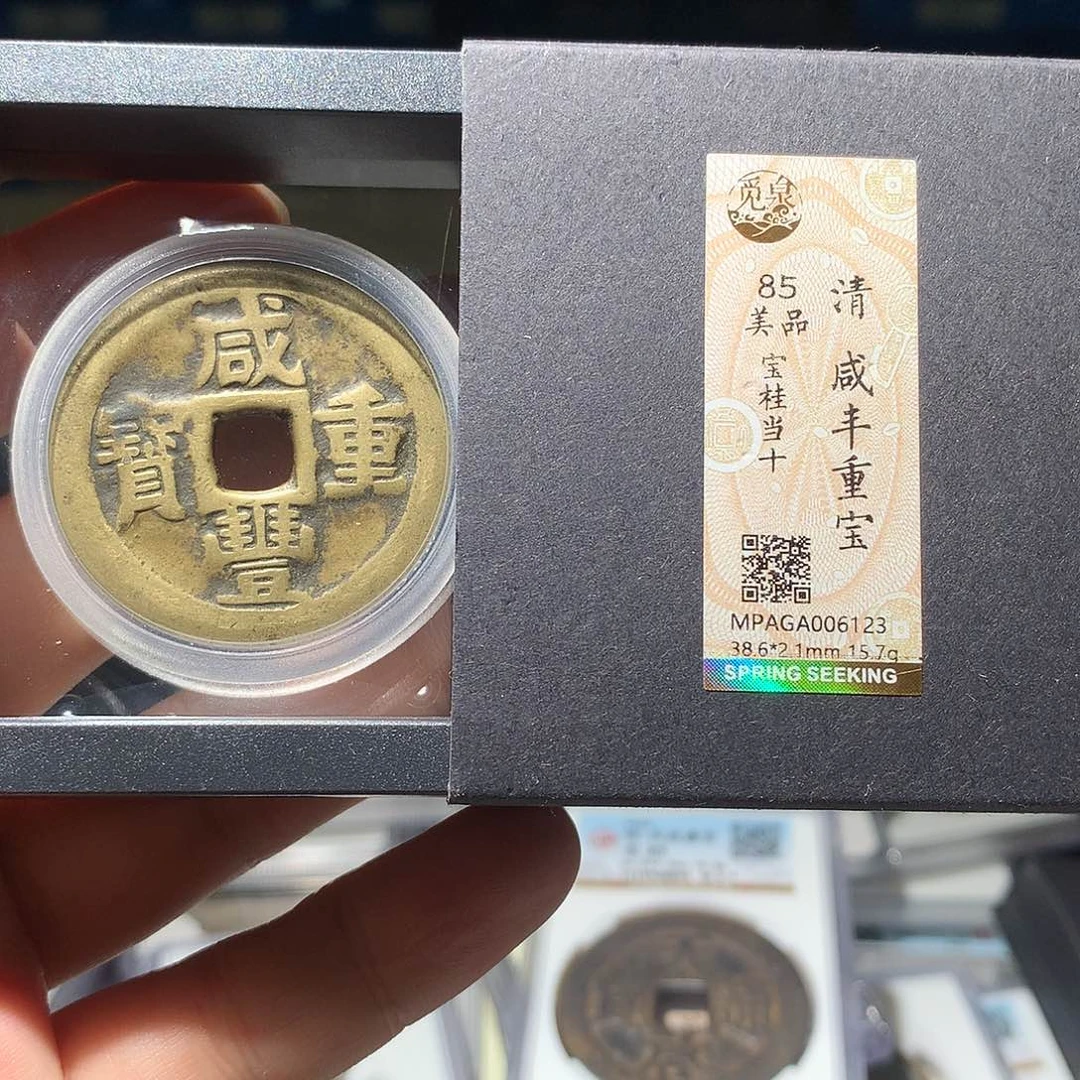 咸豐重寶
覓泉
清 咸丰重宝
85
美品
宝桂当十
MPAGA006123
38.6*2.1mm 15.7g
SPRING SEEKING